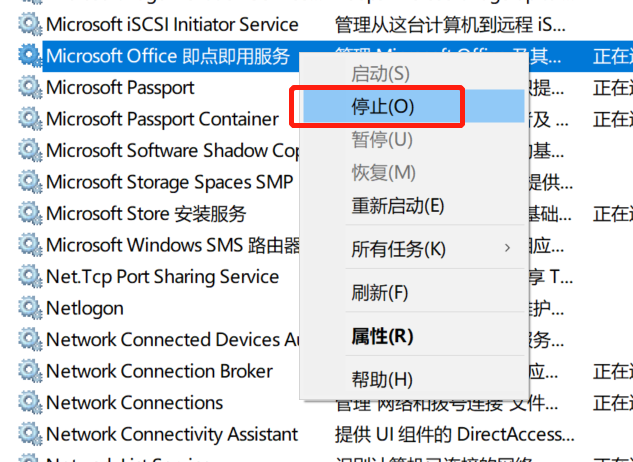 Microsoft iSCSI Initiator Service 管理从这台计算机到远程 iS...
Microsoft Office 即点即用服务 管理 Microsoft Office 及其... 正在
启动(S)
Microsoft Passport 提... 正在
停止(O)
Microsoft Passport Container 及 ... 正在
暂停(U)
Microsoft Software Shadow Cop 基...
恢复(M)
Microsoft Storage Spaces SMP 提供...
重新启动(E)
Microsoft Store 安装服务 基础... 正在
所有任务(K)
Microsoft Windows SMS 路由器 相应...
Net.Tcp Port Sharing Service 享 T...
刷新(F)
Netlogon 维护...
属性(R)
Network Connected Devices Au 服务...
Network Connection Broker 应... 正在
帮助(H)
Network Connections 管理“网络和拨号连接”文件... 正在
Network Connectivity Assistant 提供 UI 组件的 DirectAccess...